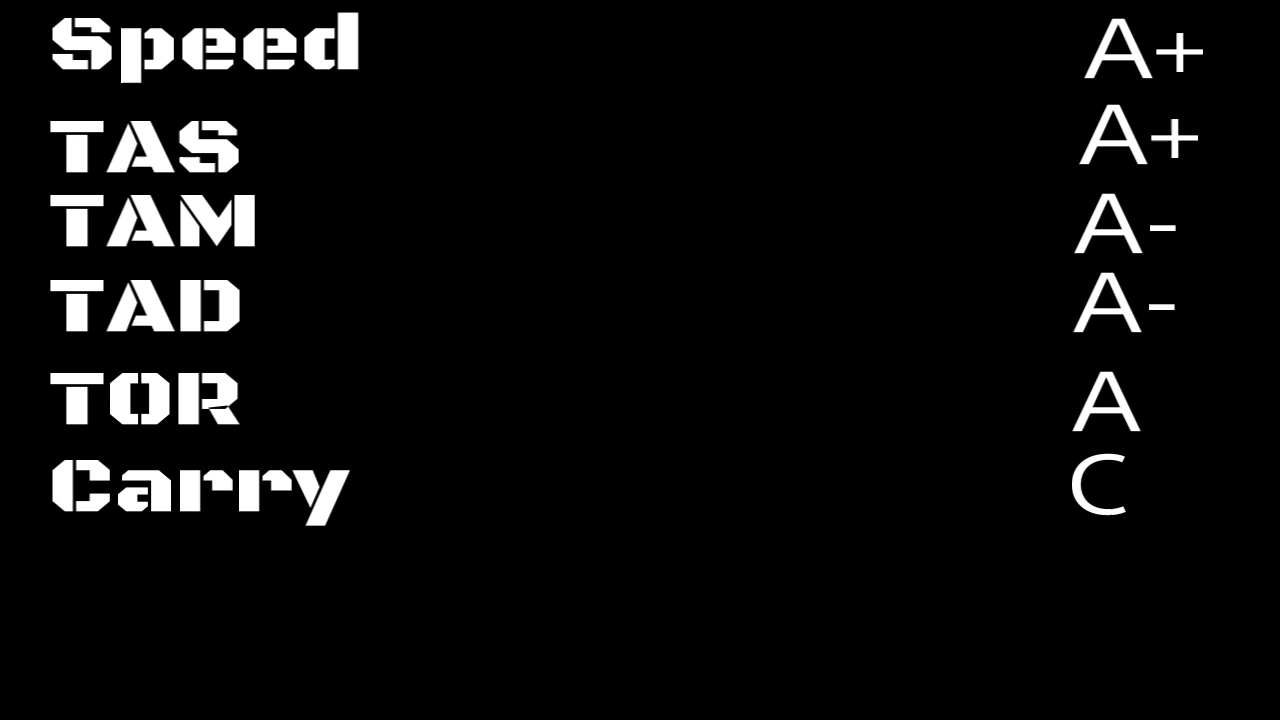 Speed A+
TAS A+
TAM A-
TAD A-
TOR A
Carry C